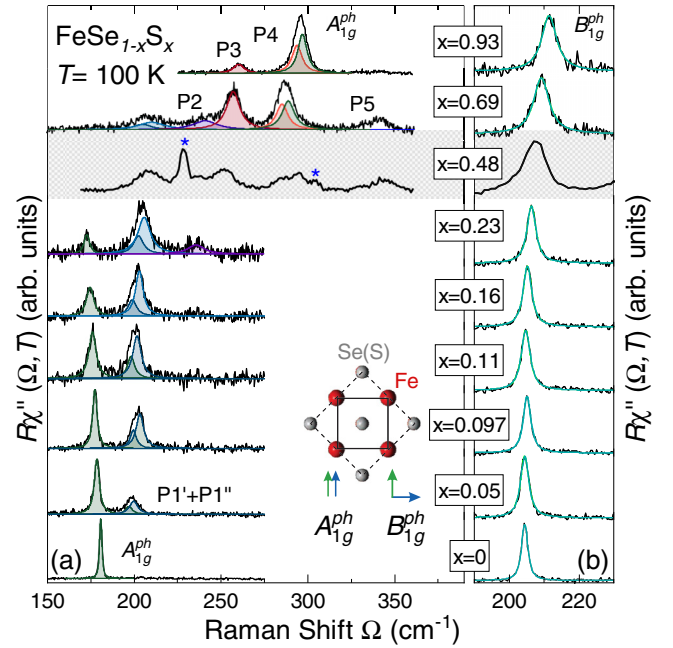 FeSe1-xSx
T= 100 K
P3
P4
A1g^ph
B1g^ph
x=0.93
P2
P5
x=0.69
*
*
x=0.48
x=0.23
x=0.16
Se(S)
Fe
x=0.11
x=0.097
P1'+P1''
x=0.05
A1g^ph
B1g^ph
(a)
A1g^ph
x=0
(b)
Rχ'' (Ω,T) (arb. units)
Rχ'' (Ω,T) (arb. units)
150 200 250 300 350 200 220
Raman Shift Ω (cm-1)